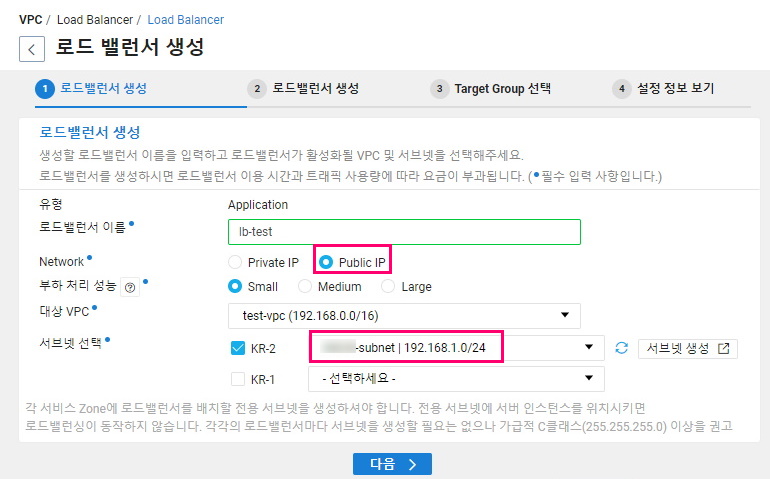 VPC / Load Balancer / Load Balancer
로드 밸런서 생성
1 로드밸런서 생성 2 로드밸런서 생성 3 Target Group 선택 4 설정 정보 보기
로드밸런서 생성
생성할 로드밸런서 이름을 입력하고 로드밸런서가 활성화될 VPC 및 서브넷을 선택해주세요.
로드밸런서를 생성하시면 로드밸런서 이용 시간과 트래픽 사용량에 따라 요금이 부과됩니다. (•필수 입력 사항입니다.)
유형 Application
로드밸런서 이름• lb-test
Network• Private IP Public IP
부하 처리 성능 ? • Small Medium Large
대상 VPC• test-vpc (192.168.0.0/16)
서브넷 선택• KR-2 -subnet | 192.168.1.0/24 서브넷 생성
KR-1 - 선택하세요 -
각 서비스 Zone에 로드밸런서를 배치할 전용 서브넷을 생성하셔야 합니다. 전용 서브넷에 서버 인스턴스를 위치시키면
로드밸런싱이 동작하지 않습니다. 각각의 로드밸런서마다 서브넷을 생성할 필요는 없으나 가급적 C클래스(255.255.255.0) 이상을 권고
다음